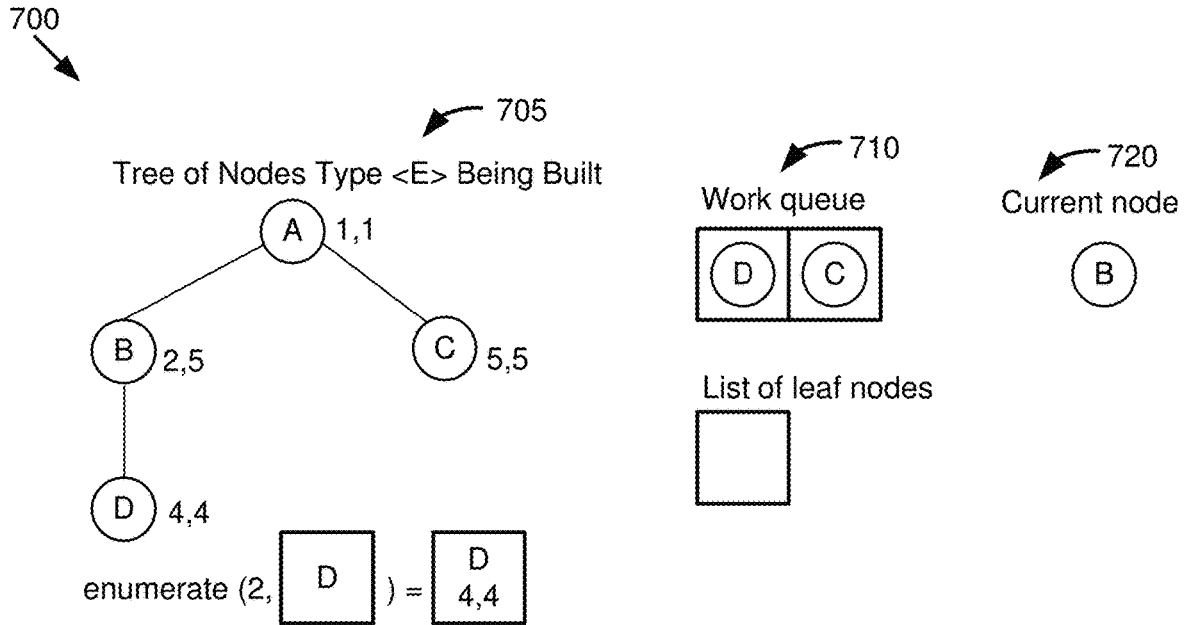 700
705
710
720
Tree of Nodes Type <E> Being Built
Work queue
Current node
A 1,1
D C
B
B 2,5
C 5,5
List of leaf nodes
D 4,4
enumerate (2, D ) = D 4,4